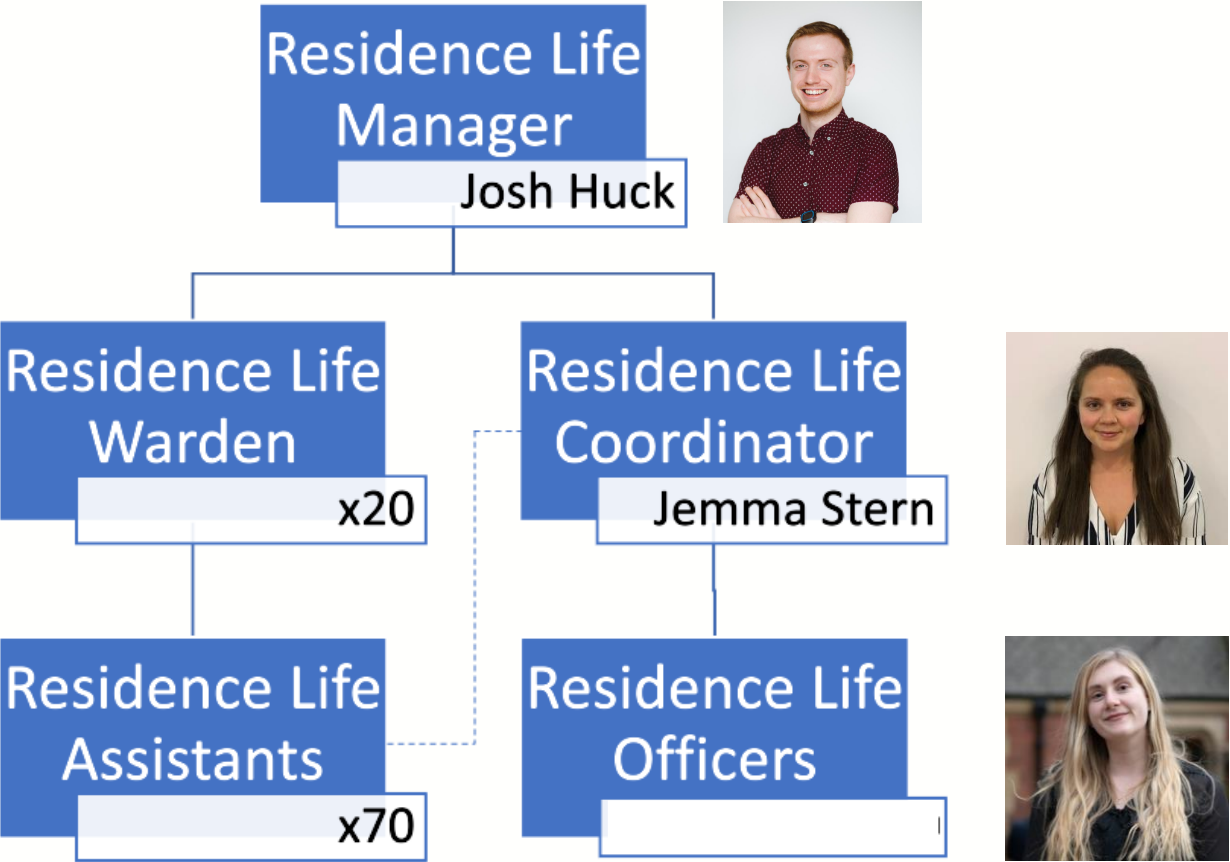 Residence Life
Manager
Josh Huck
Residence Life
Warden
x20
Residence Life
Coordinator
Jemma Stern
Residence Life
Assistants
x70
Residence Life
Officers